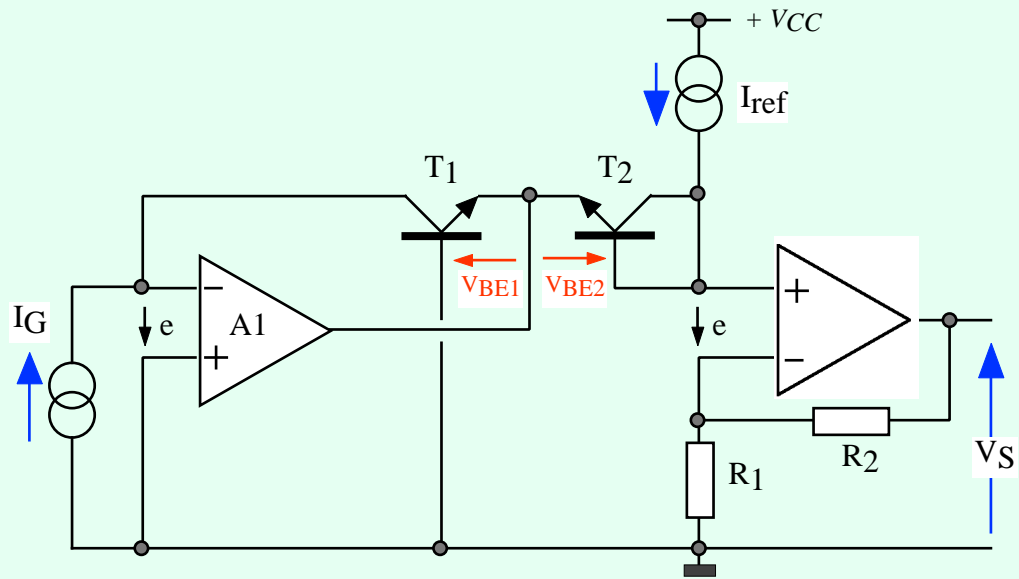 + VCC
Iref
T1
T2
VBE1
VBE2
IG
e
A1
−
+
e
+
−
R2
R1
VS